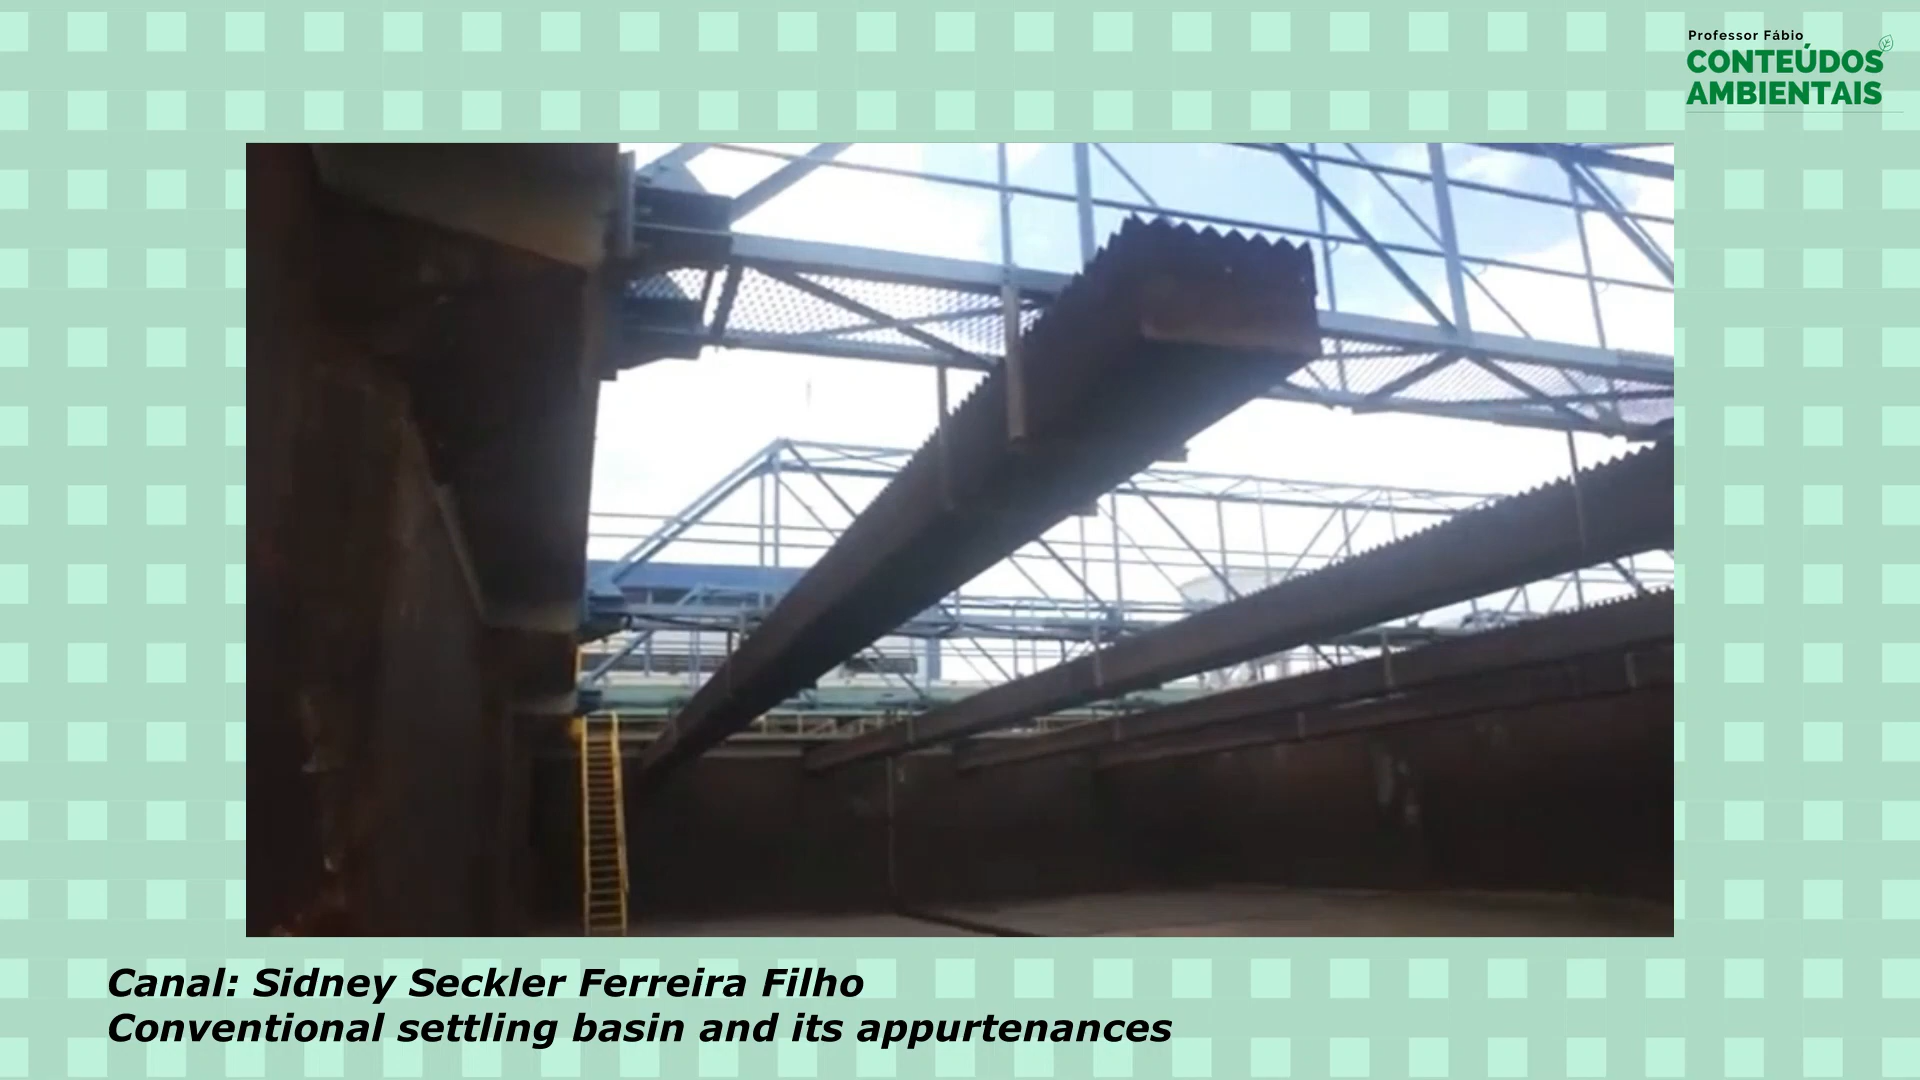 Professor Fábio
CONTEÚDOS
AMBIENTAIS
Canal: Sidney Seckler Ferreira Filho
Conventional settling basin and its appurtenances